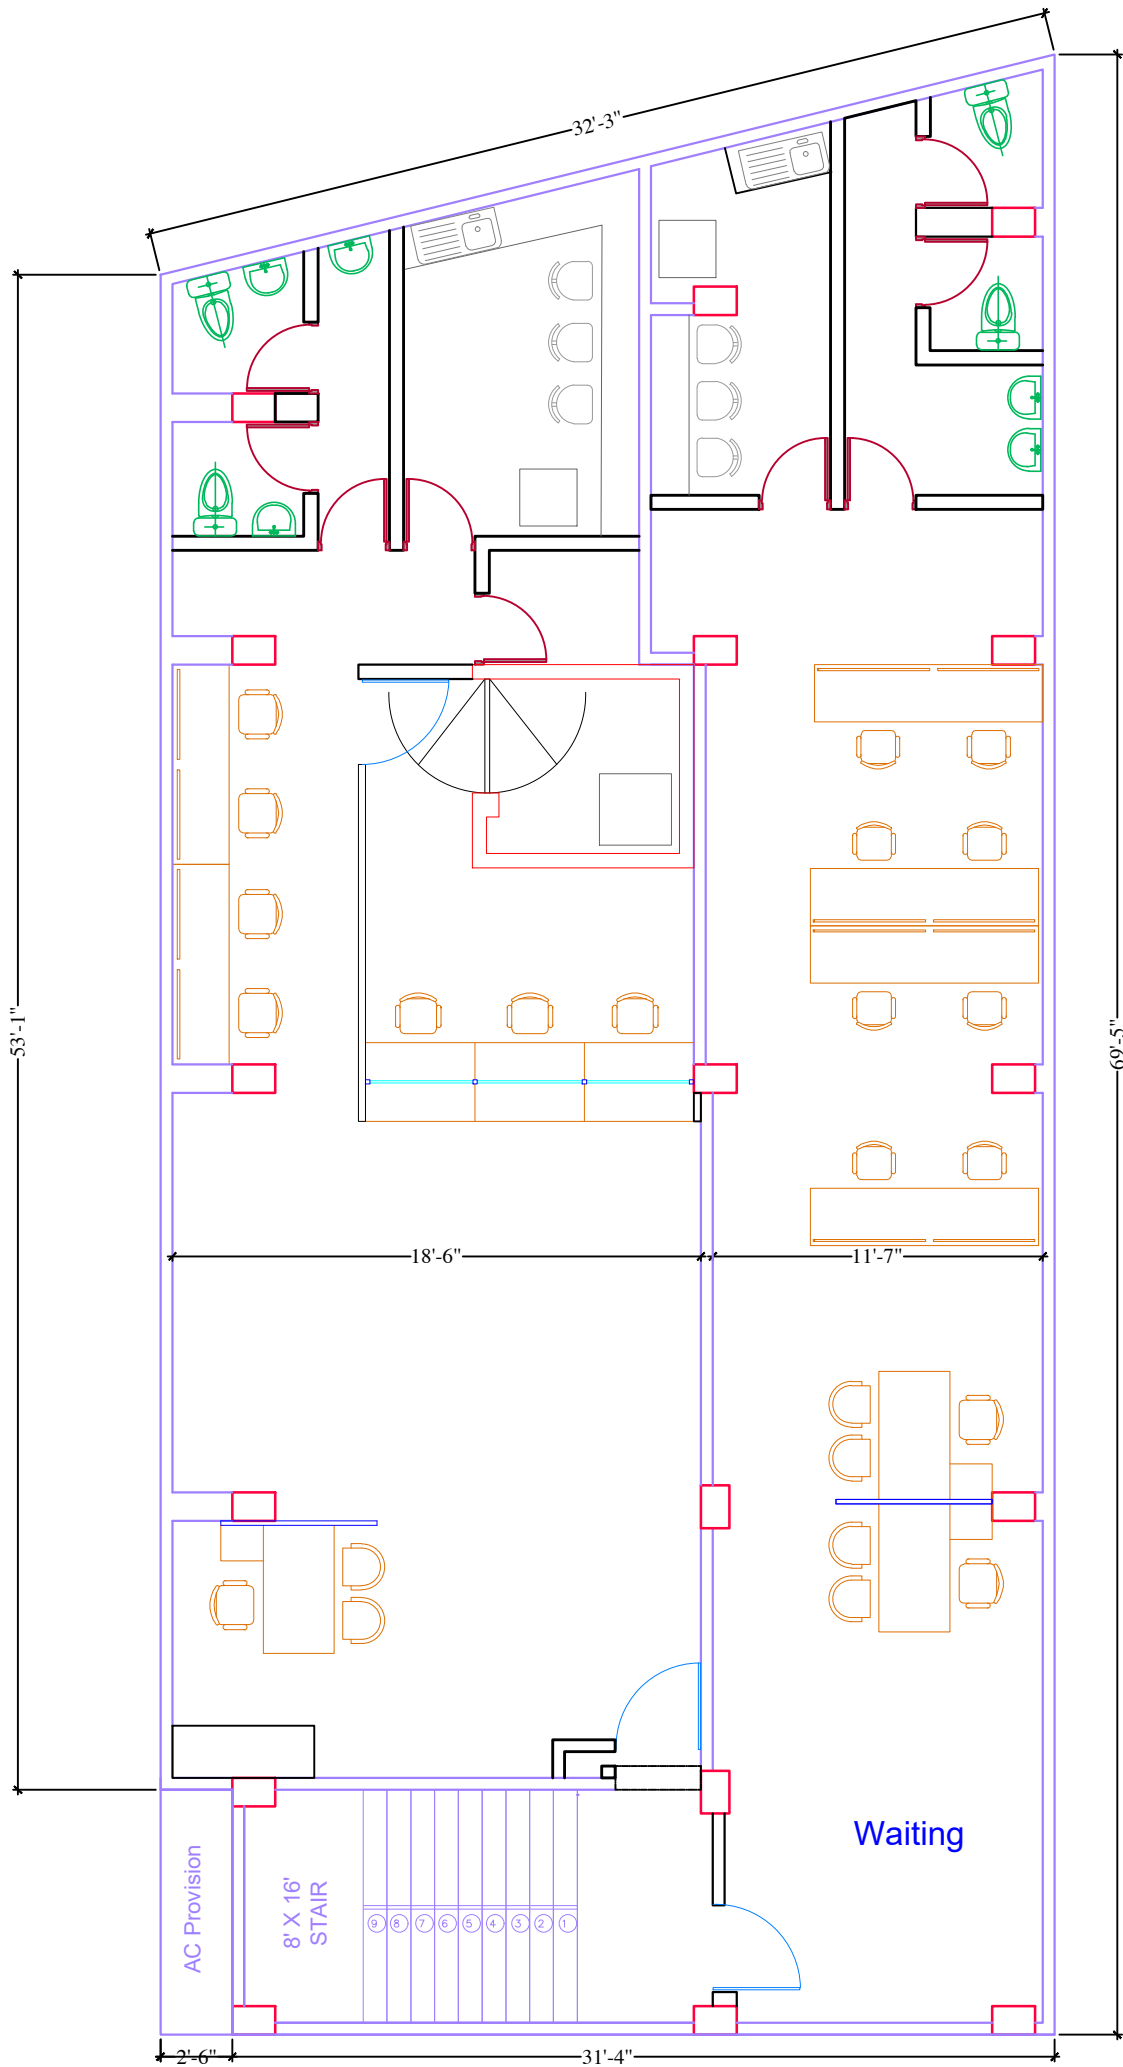 32'-3"
53'-1"
69'-5"
18'-6"
11'-7"
Waiting
AC Provision
8' X 16'
STAIR
9 8 7 6 5 4 3 2 1
2'-6"
31'-4"